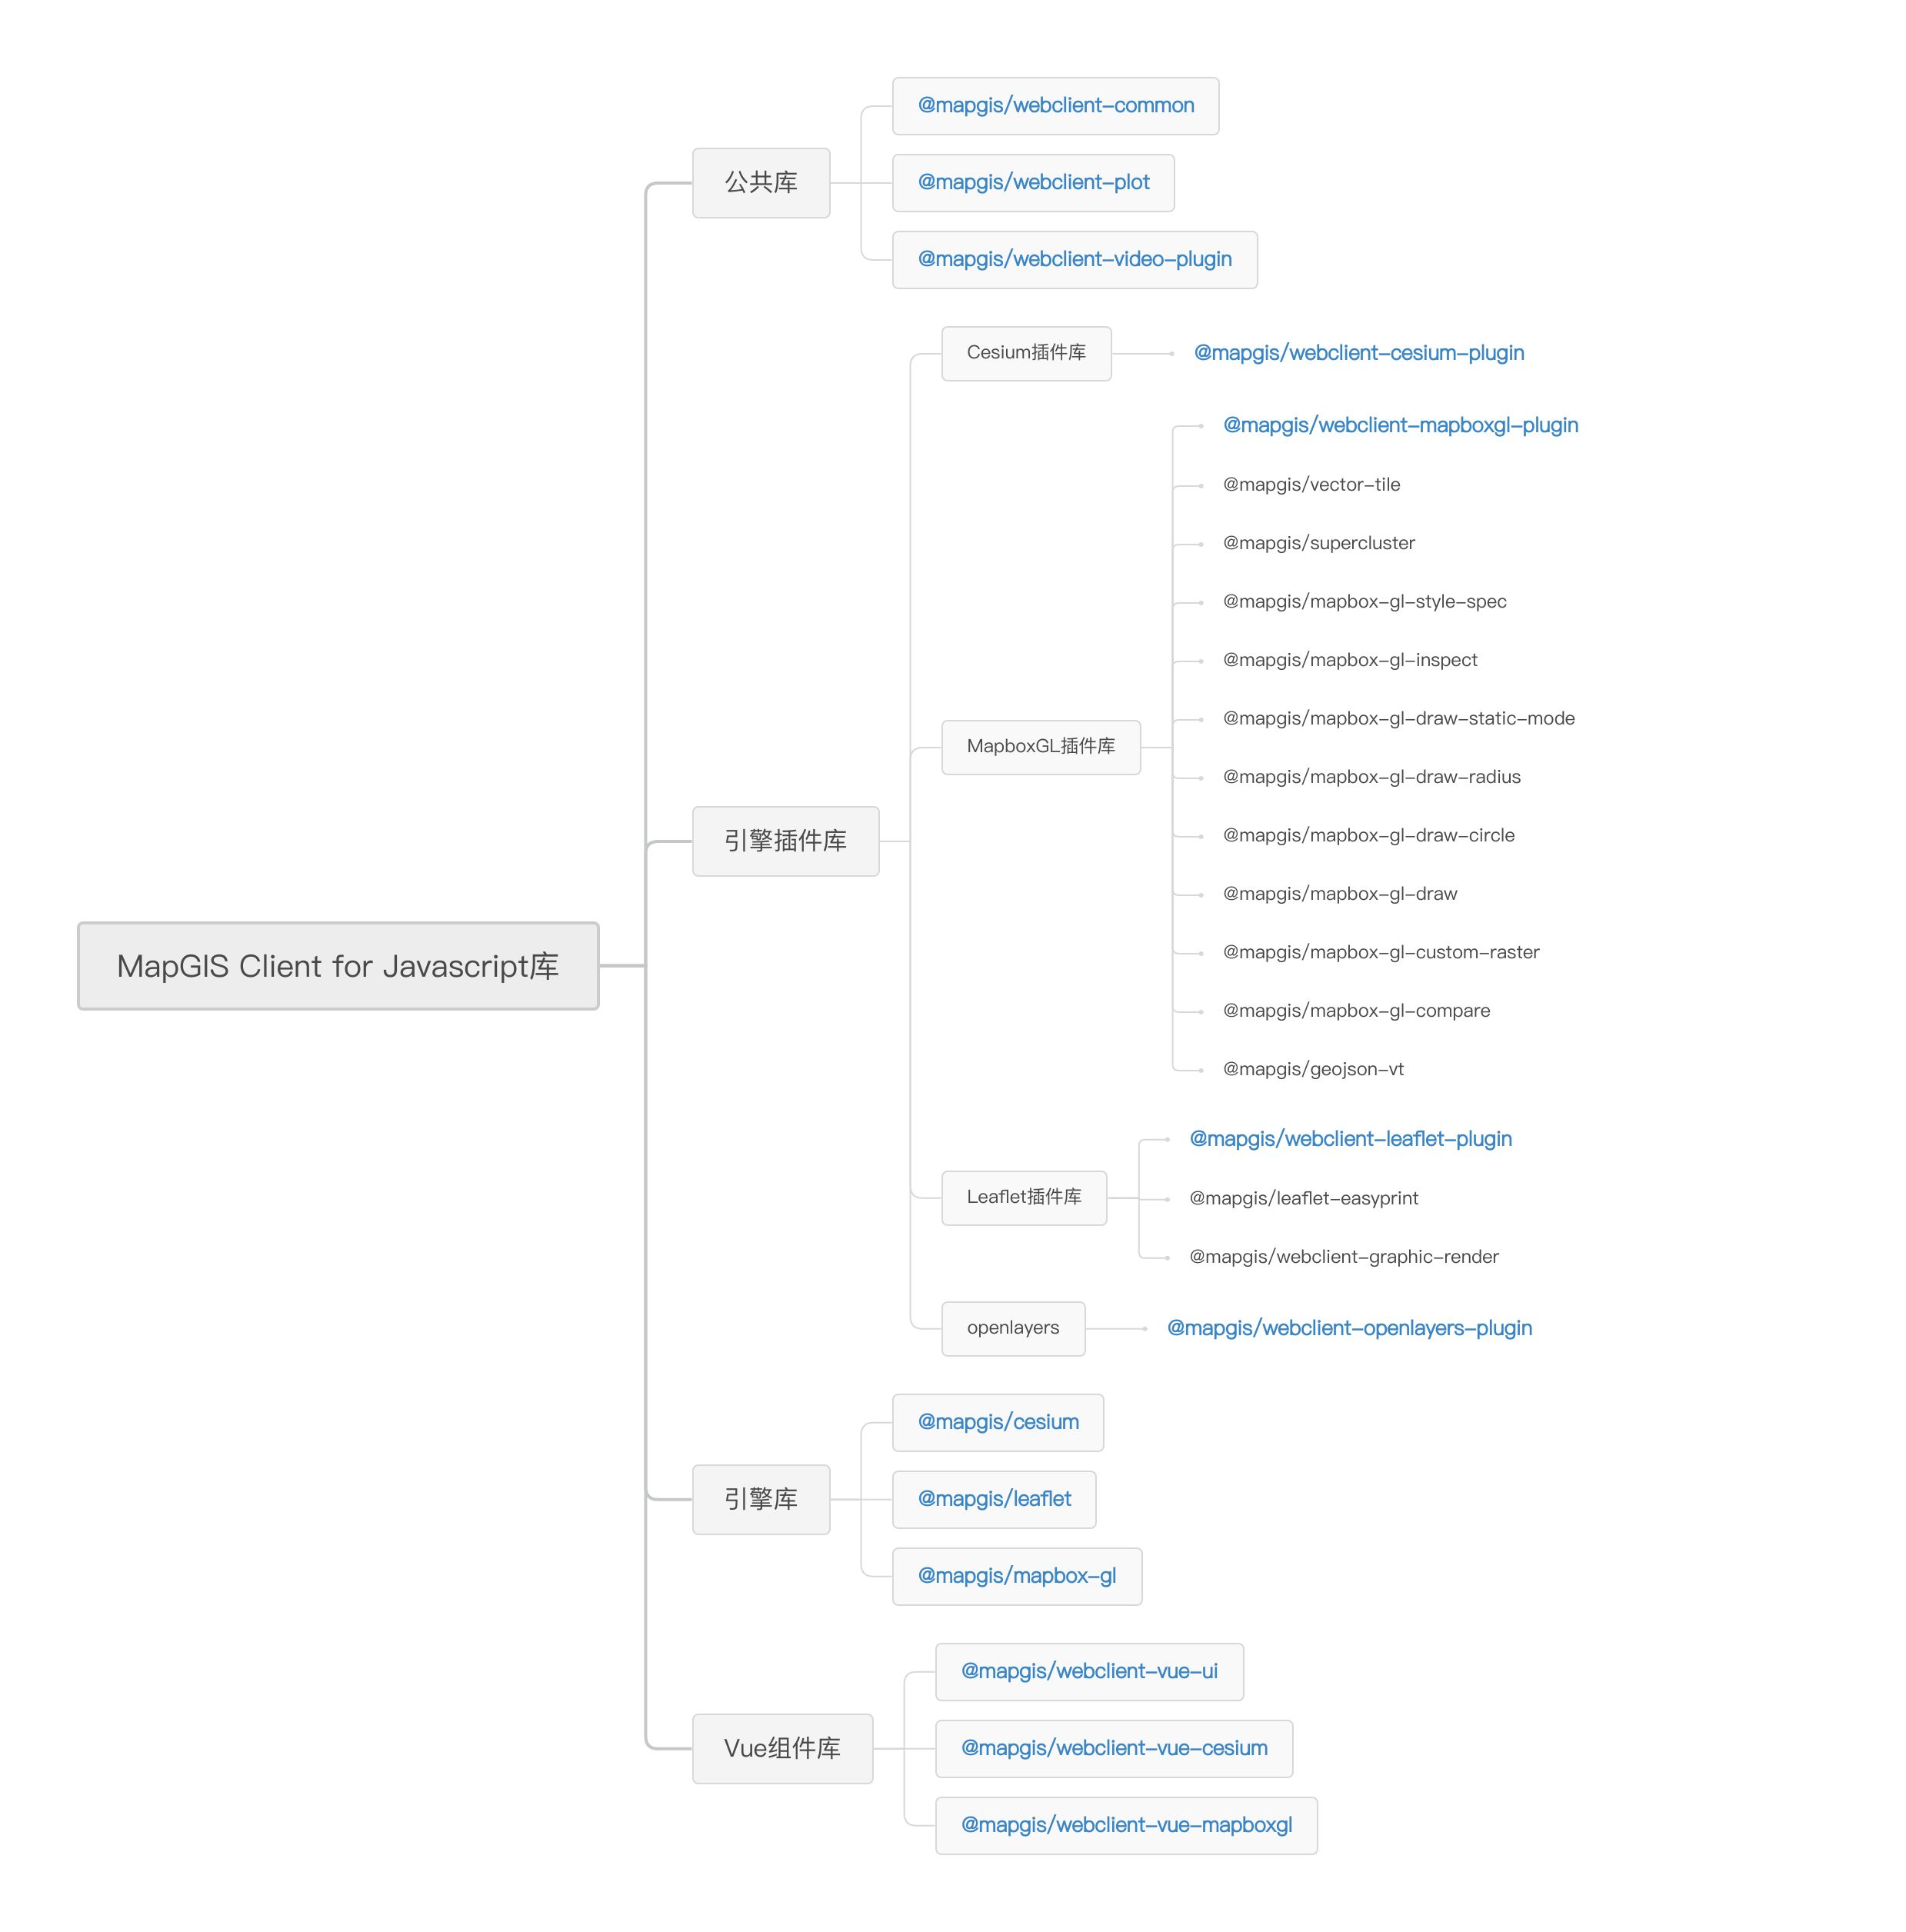 MapGIS Client for Javascript库
公共库
@mapgis/webclient-common
@mapgis/webclient-plot
@mapgis/webclient-video-plugin
引擎插件库
Cesium插件库
@mapgis/webclient-cesium-plugin
MapboxGL插件库
@mapgis/webclient-mapboxgl-plugin
@mapgis/vector-tile
@mapgis/supercluster
@mapgis/mapbox-gl-style-spec
@mapgis/mapbox-gl-inspect
@mapgis/mapbox-gl-draw-static-mode
@mapgis/mapbox-gl-draw-radius
@mapgis/mapbox-gl-draw-circle
@mapgis/mapbox-gl-draw
@mapgis/mapbox-gl-custom-raster
@mapgis/mapbox-gl-compare
@mapgis/geojson-vt
Leaflet插件库
@mapgis/webclient-leaflet-plugin
@mapgis/leaflet-easyprint
@mapgis/webclient-graphic-render
openlayers
@mapgis/webclient-openlayers-plugin
引擎库
@mapgis/cesium
@mapgis/leaflet
@mapgis/mapbox-gl
Vue组件库
@mapgis/webclient-vue-ui
@mapgis/webclient-vue-cesium
@mapgis/webclient-vue-mapboxgl